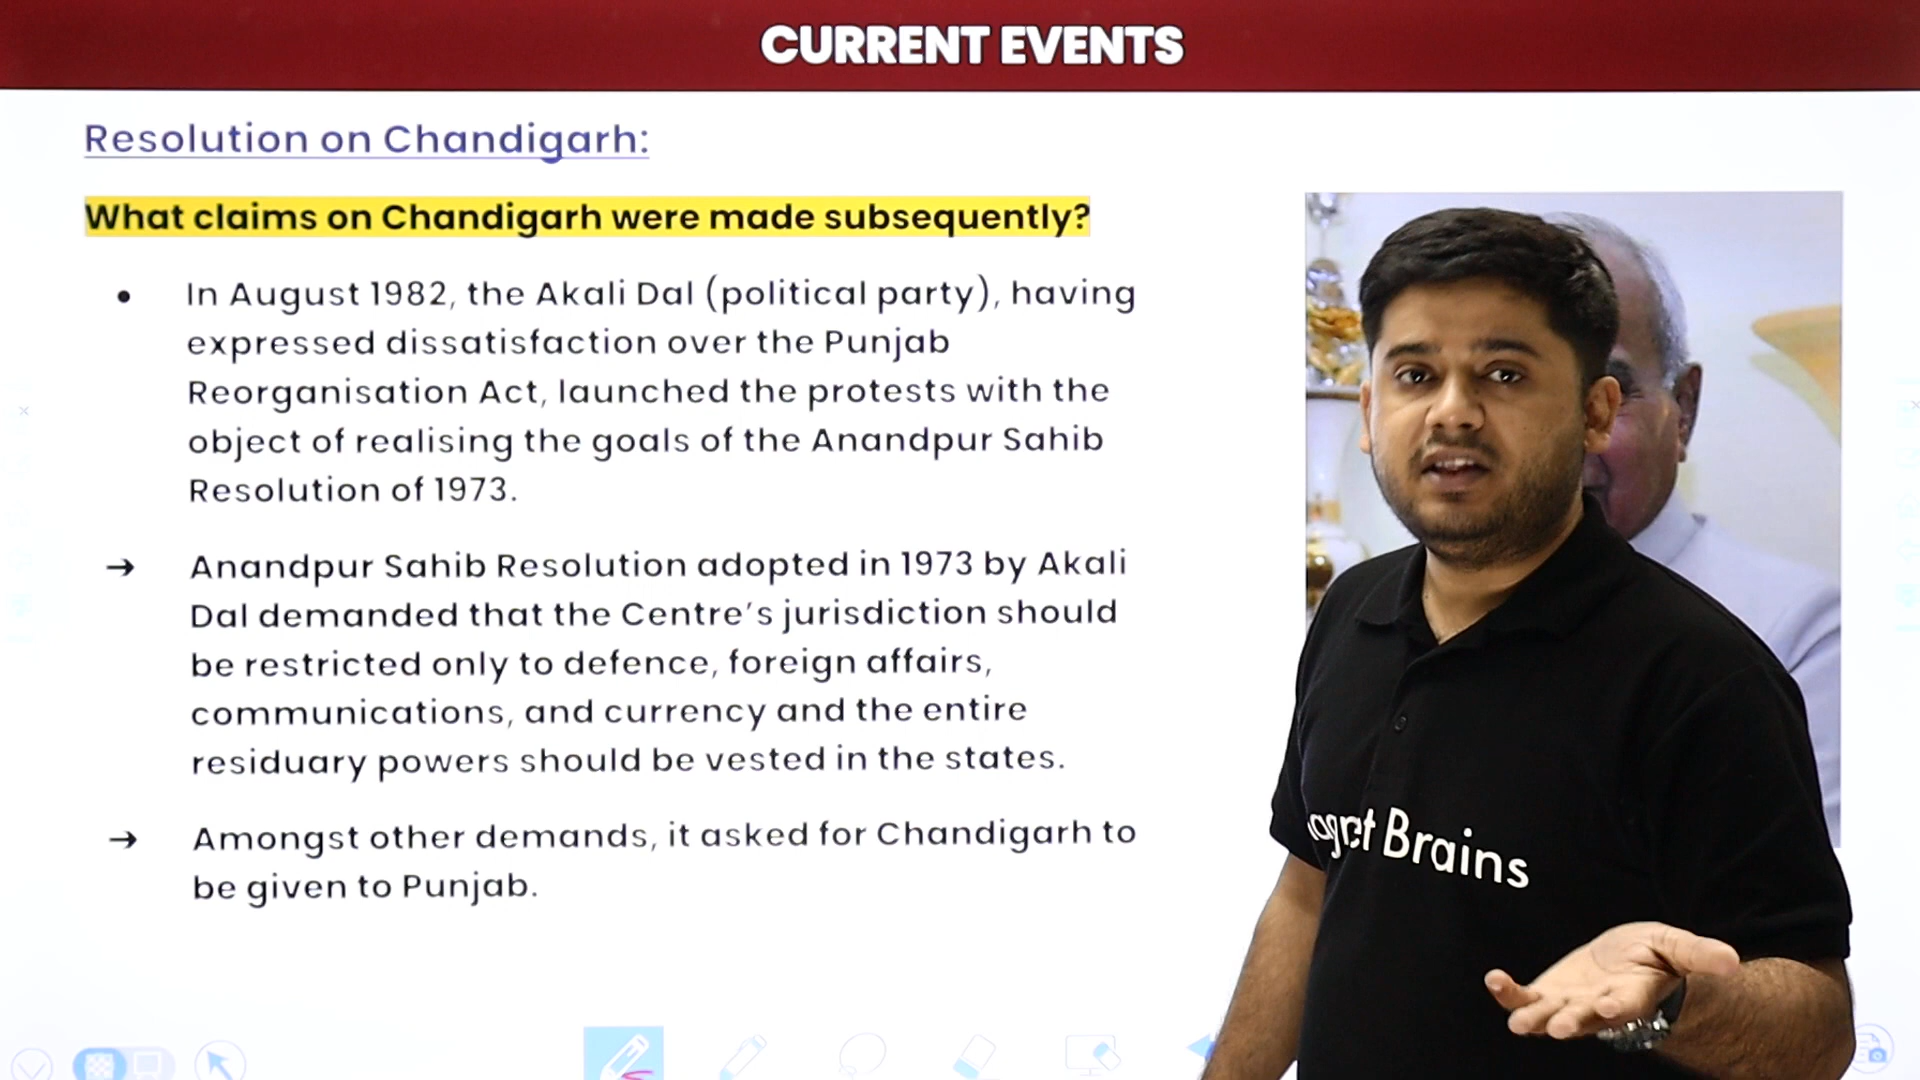 CURRENT EVENTS
Resolution on Chandigarh:
What claims on Chandigarh were made subsequently?
In August 1982, the Akali Dal (political party), having
expressed dissatisfaction over the Punjab
Reorganisation Act, launched the protests with the
object of realising the goals of the Anandpur Sahib
Resolution of 1973.
→ Anandpur Sahib Resolution adopted in 1973 by Akali
Dal demanded that the Centre's jurisdiction should
be restricted only to defence, foreign affairs,
communications, and currency and the entire
residuary powers should be vested in the states.
→ Amongst other demands, it asked for Chandigarh to
be given to Punjab.
Brains